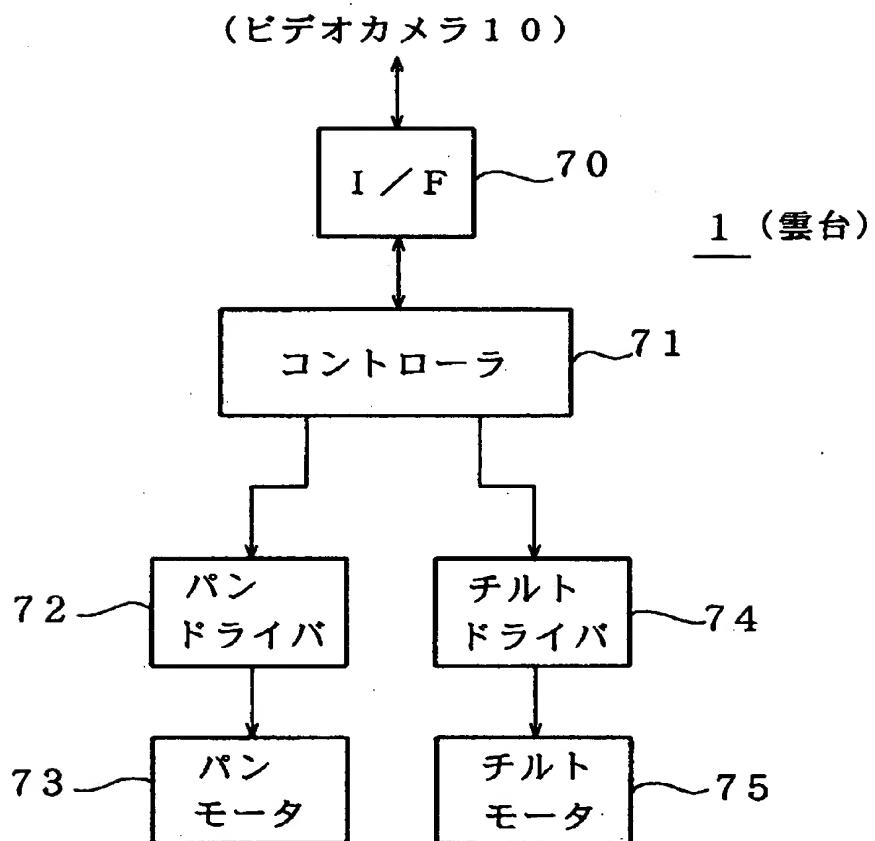 (ビデオカメラ１０)
Ｉ／Ｆ
７０
１ (雲台)
コントローラ
７１
パン
ドライバ
７２
チルト
ドライバ
７４
パン
モータ
７３
チルト
モータ
７５